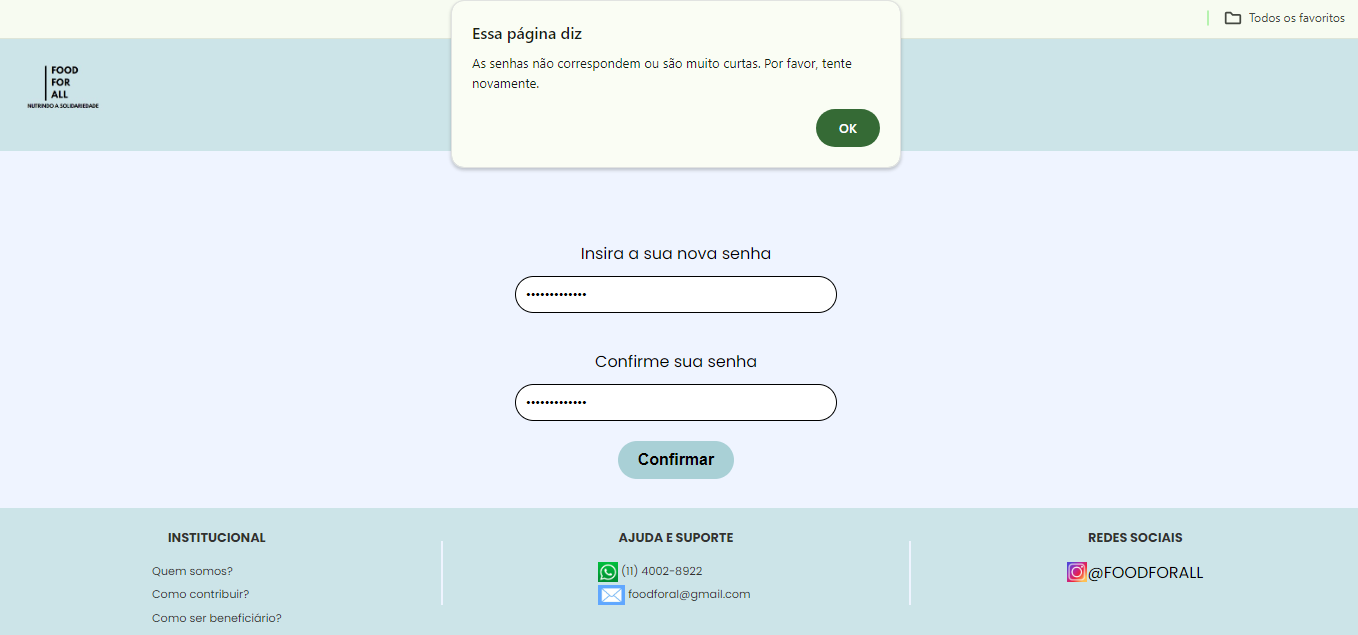 Todos os favoritos
Essa página diz
As senhas não correspondem ou são muito curtas. Por favor, tente
novamente.
OK
FOOD
FOR
ALL
NUTRINDO A SOLIDARIEDADE
Insira a sua nova senha
•••••••••••••
Confirme sua senha
•••••••••••••
Confirmar
INSTITUCIONAL
Quem somos?
Como contribuir?
Como ser beneficiário?
AJUDA E SUPORTE
(11) 4002-8922
foodforal@gmail.com
REDES SOCIAIS
@FOODFORALL